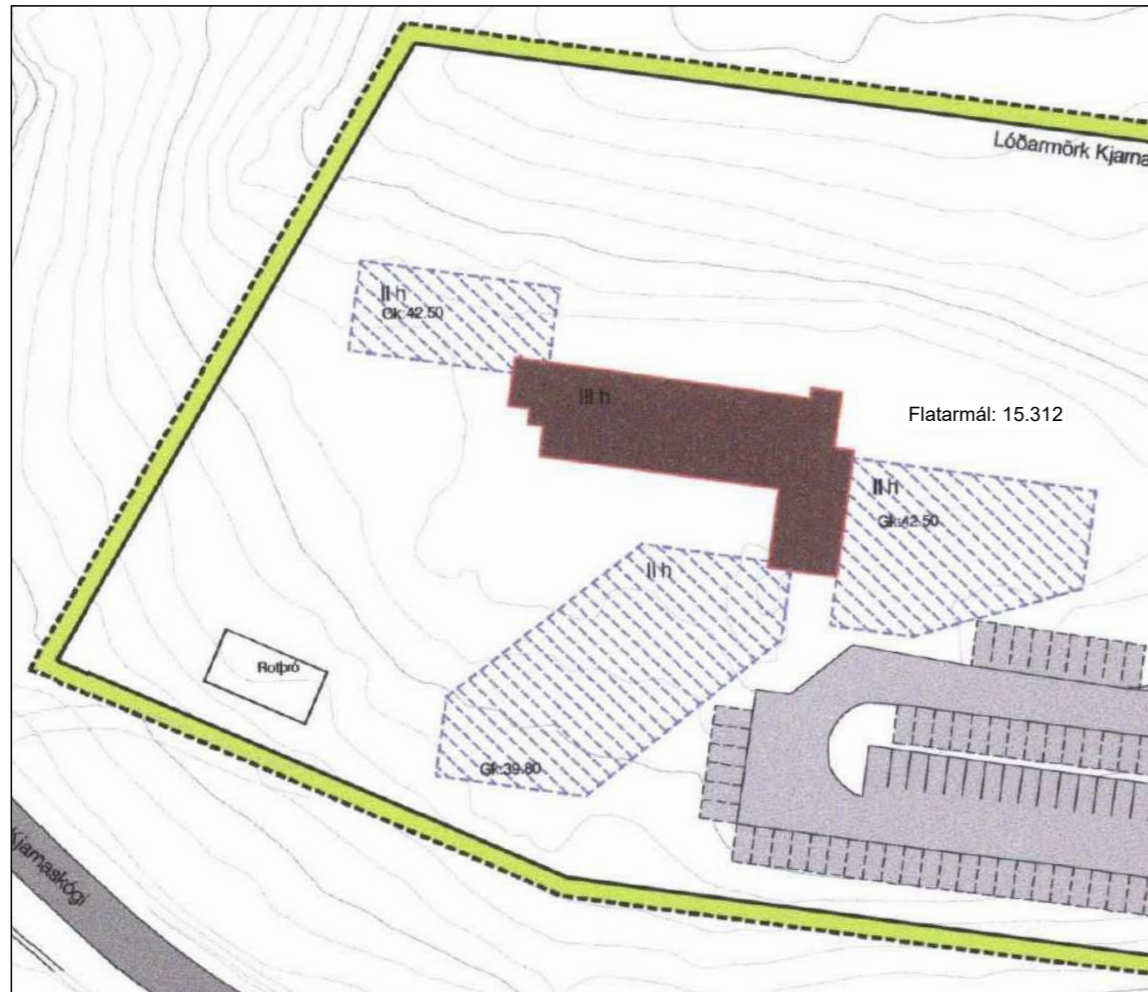 Lóðarmörk Kjarna
II h
Gk:42.50
III h
Flatarmál: 15.312
II h
Gk:42.50
II h
Rotþró
Gk:39.80
Kjarnaskógi